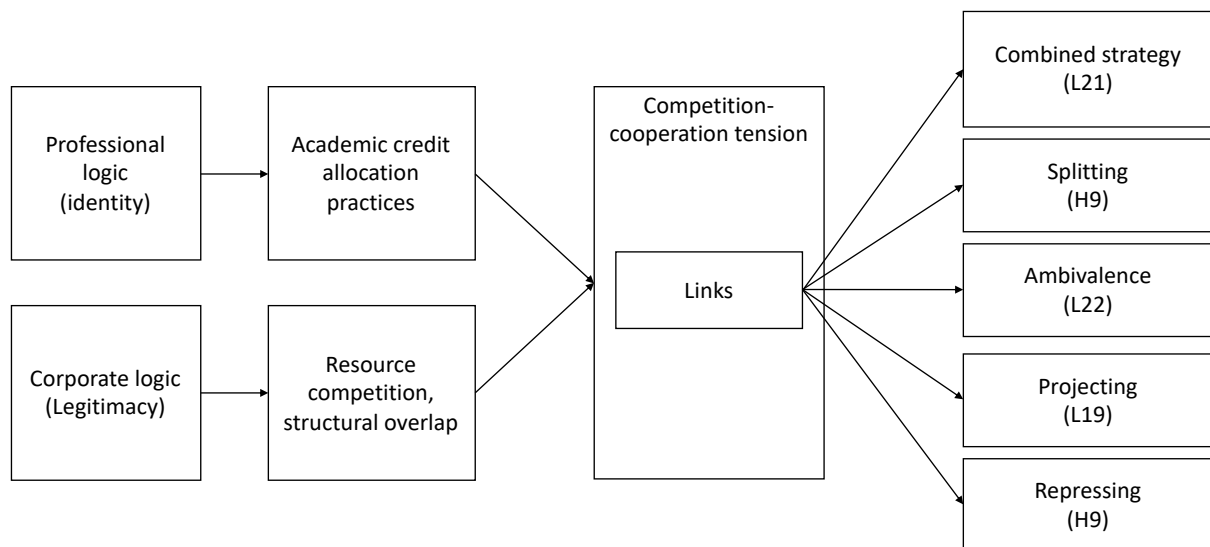 Professional
logic
(identity)
Academic credit
allocation
practices
Corporate logic
(Legitimacy)
Resource
competition,
structural overlap
Competition-
cooperation tension
Links
Combined strategy
(L21)
Splitting
(H9)
Ambivalence
(L22)
Projecting
(L19)
Repressing
(H9)